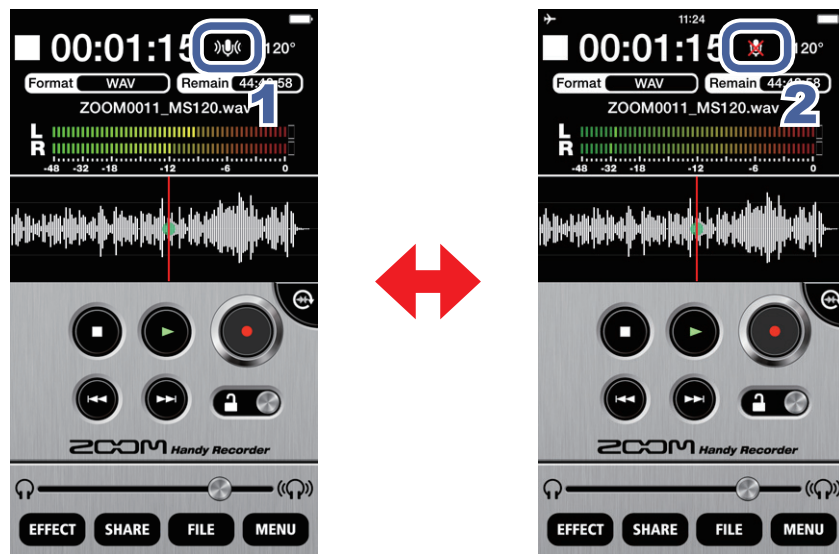 00:01:15 120°
Format WAV Remain 44:48:58
1
ZOOM0011_MS120.wav
L
R
-48 -32 -18 -12 -6 0
ZOOM Handy Recorder
EFFECT SHARE FILE MENU
11:24
00:01:15 120°
Format WAV Remain
2
ZOOM0011_MS120.wav
L
R
-48 -32 -18 -12 -6 0
ZOOM Handy Recorder
EFFECT SHARE FILE MENU